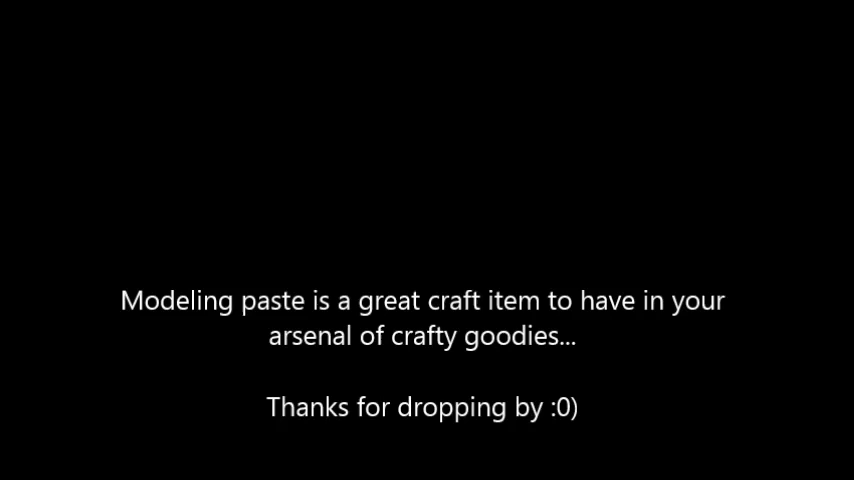 Modeling paste is a great craft item to have in your
arsenal of crafty goodies...
Thanks for dropping by :0)